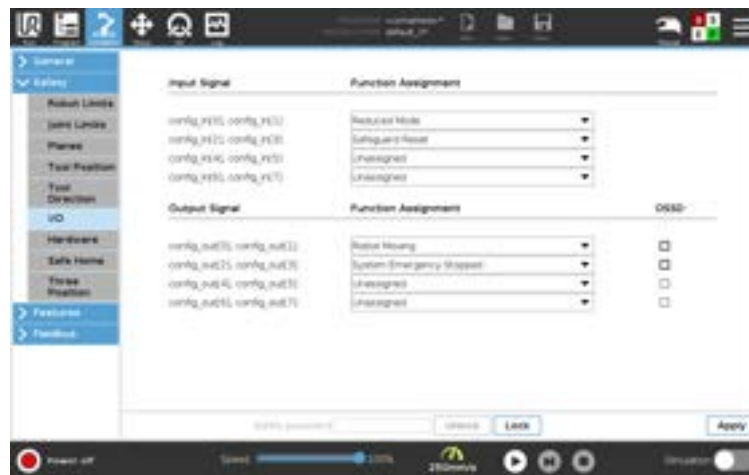 General
Safety
Robot Limits
Joint Limits
Planes
Tool Position
Tool
Direction
I/O
Hardware
Safe Home
Three
Position
Features
Fieldbus
Input Signal Function Assignment
config_in[0], config_in[1] Reduced Mode
config_in[2], config_in[3] Safeguard Reset
config_in[4], config_in[5] Unassigned
config_in[6], config_in[7] Unassigned
Output Signal Function Assignment OSSD
config_out[0], config_out[1] Robot Moving
config_out[2], config_out[3] System Emergency Stopped
config_out[4], config_out[5] Unassigned
config_out[6], config_out[7] Unassigned
Safety password Unlock Lock Apply
Power off Speed 100% 250mm/s Simulation